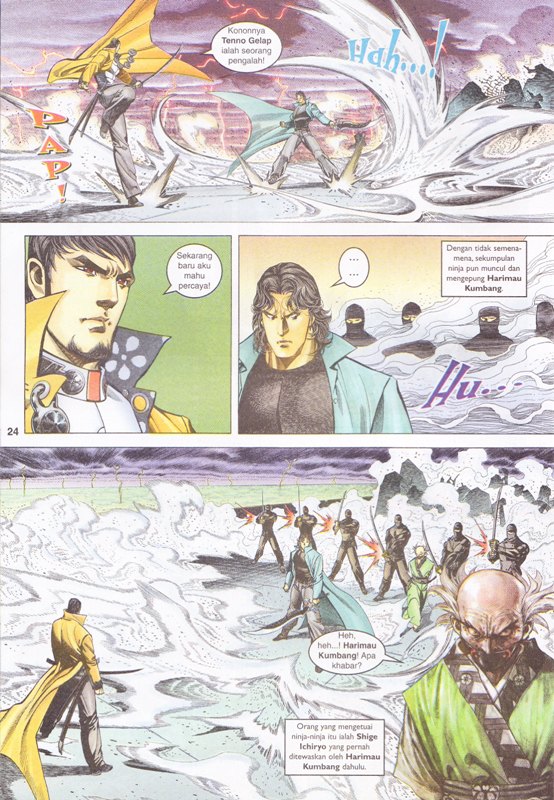 Kononnya
Tenno Gelap
ialah seorang
pengalah!
Hah....!
PAP!
Sekarang
baru aku
mahu
percaya!
...
...
Dengan tidak semena-
mena, sekumpulan
ninja pun muncul dan
mengepung Harimau
Kumbang.
Hu...
24
Heh,
heh...! Harimau
Kumbang! Apa
khabar?
Orang yang mengetuai
ninja-ninja itu ialah Shige
Ichiryo yang pernah
ditewaskan oleh Harimau
Kumbang dahulu.